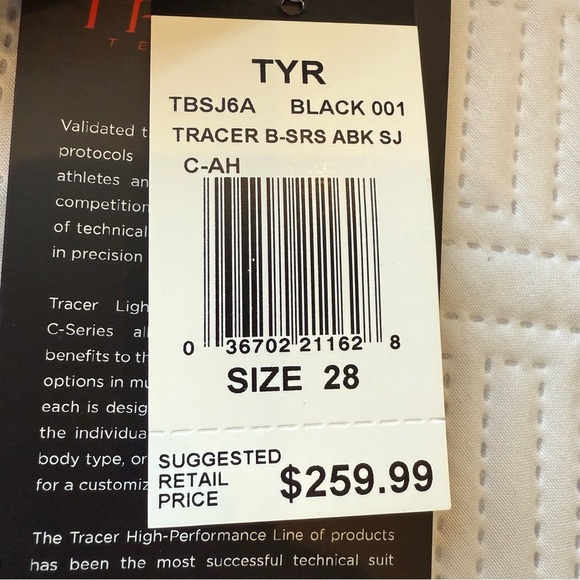 TYR
TBSJ6A BLACK 001
TRACER B-SRS ABK SJ
C-AH
0 36702 21162 8
SIZE 28
SUGGESTED
RETAIL
PRICE
$259.99
Validated
protocols
athletes
competition
of technical
in precision
Tracer
C-Series
benefits to
options in
each is
the
body type, or
for a
The Tracer High-Performance Line of products
has been the most successful technical suit